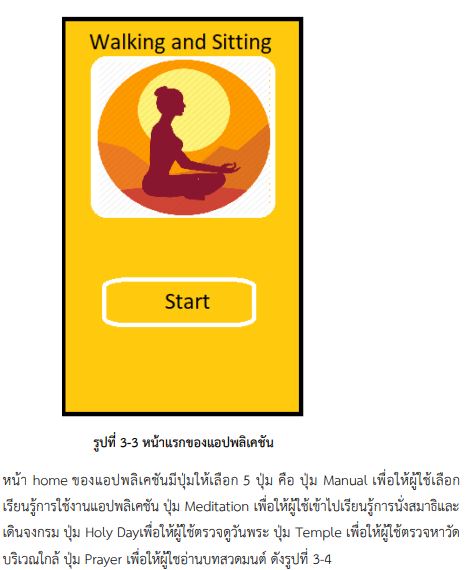 Walking and Sitting
Start
รูปที่ 3-3 หน้าแรกของแอปพลิเคชัน
หน้า home ของแอปพลิเคชันมีปุ่มให้เลือก 5 ปุ่ม คือ ปุ่ม Manual เพื่อให้ผู้ใช้เลือก
เรียนรู้การใช้งานแอปพลิเคชัน ปุ่ม Meditation เพื่อให้ผู้ใช้เข้าไปเรียนรู้การนั่งสมาธิและ
เดินจงกรม ปุ่ม Holy Dayเพื่อให้ผู้ใช้ตรวจดูวันพระ ปุ่ม Temple เพื่อให้ผู้ใช้ตรวจหาวัด
บริเวณใกล้ ปุ่ม Prayer เพื่อให้ผู้ใชอ่านบทสวดมนต์ ดังรูปที่ 3-4